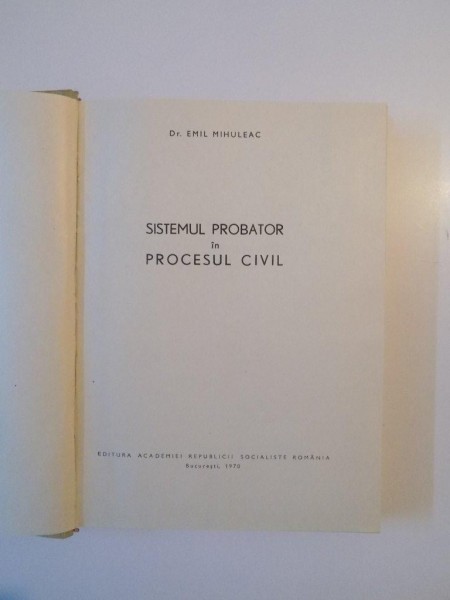 Dr. EMIL MIHULEAC
SISTEMUL PROBATOR
în
PROCESUL CIVIL
EDITURA ACADEMIEI REPUBLICII SOCIALISTE ROMÂNIA
București, 1970